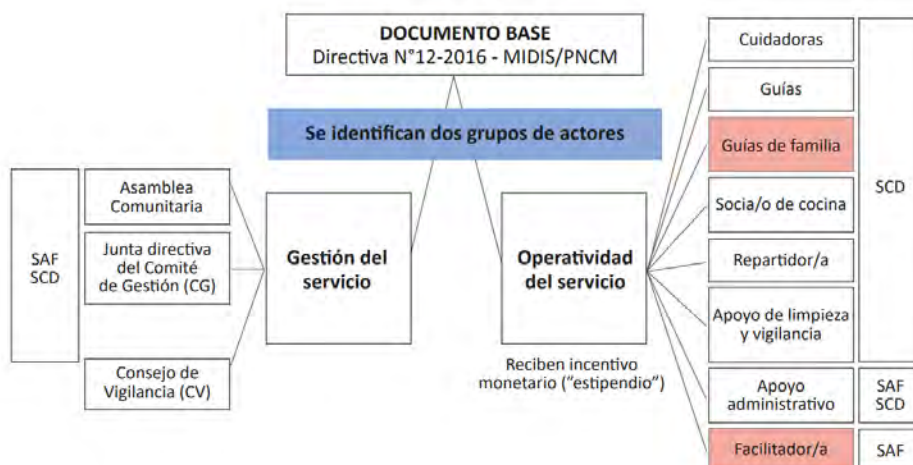 DOCUMENTO BASE
Directiva N°12-2016 - MIDIS/PNCM
Se identifican dos grupos de actores
SAF
SCD
Asamblea
Comunitaria
Junta directiva
del Comité
de Gestión (CG)
Consejo de
Vigilancia (CV)
Gestión del
servicio
Operatividad
del servicio
Reciben incentivo
monetario ("estipendio")
Cuidadoras
Guías
Guías de familia
Socia/o de cocina
Repartidor/a
Apoyo de limpieza
y vigilancia
SCD
Apoyo
administrativo
SAF
SCD
Facilitador/a
SAF